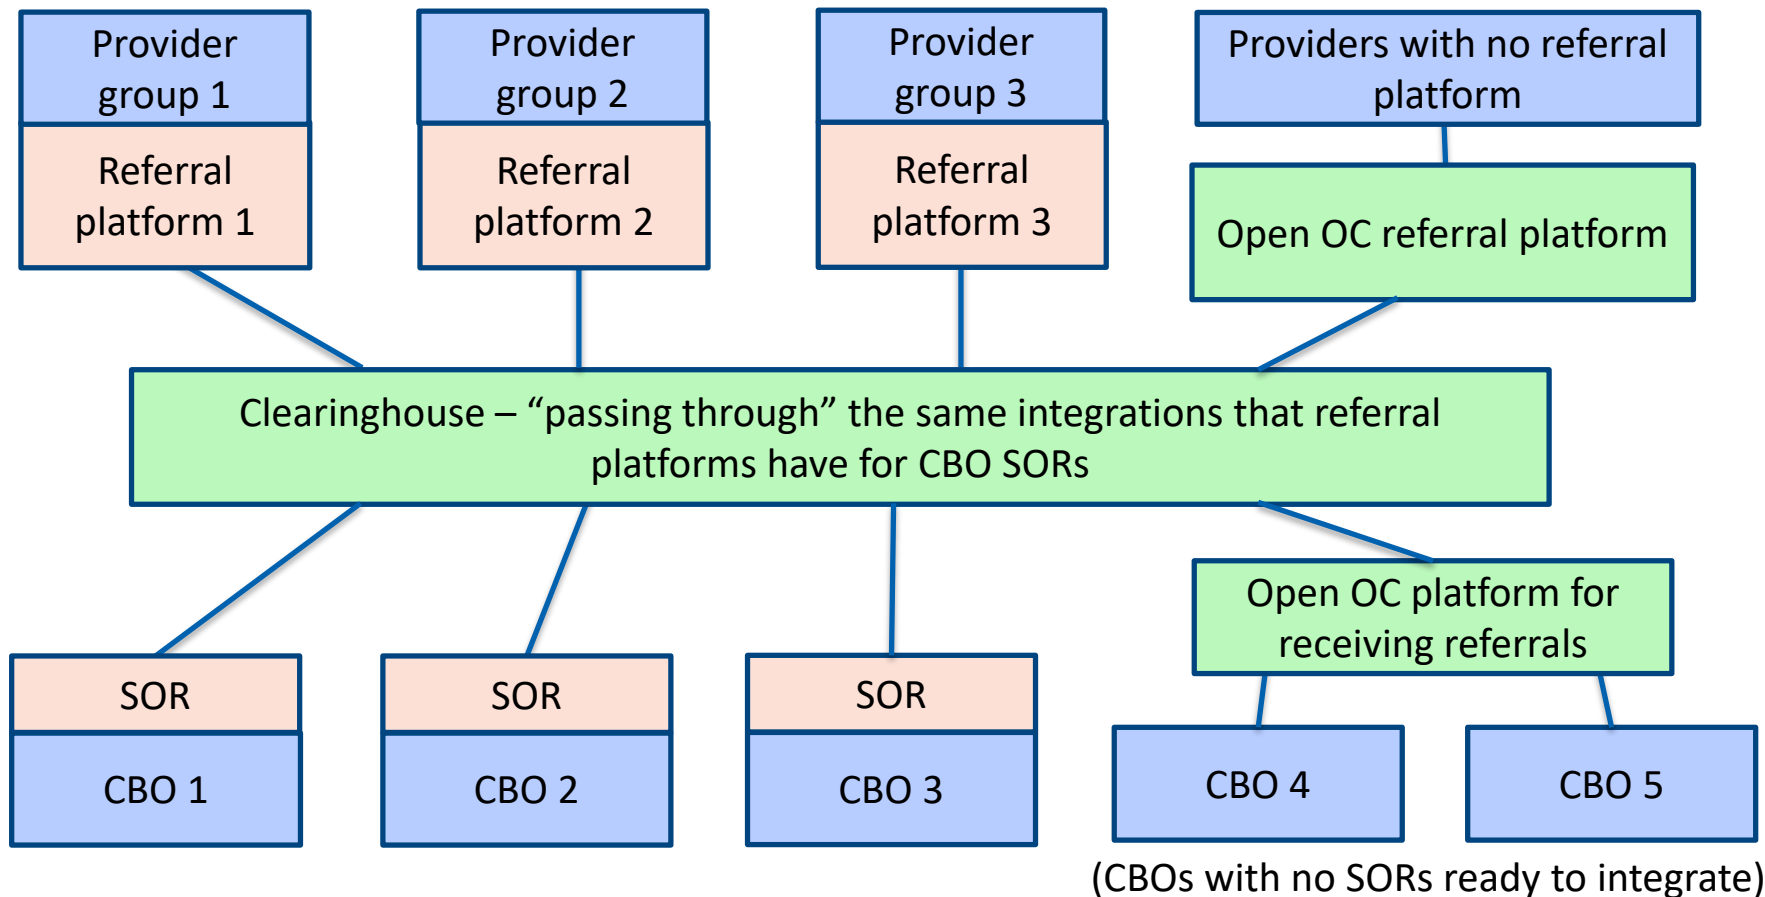 Provider
group 1
Provider
group 2
Provider
group 3
Providers with no referral
platform
Referral
platform 1
Referral
platform 2
Referral
platform 3
Open OC referral platform
Clearinghouse – “passing through” the same integrations that referral
platforms have for CBO SORs
Open OC platform for
receiving referrals
SOR
SOR
SOR
CBO 1
CBO 2
CBO 3
CBO 4
CBO 5
(CBOs with no SORs ready to integrate)